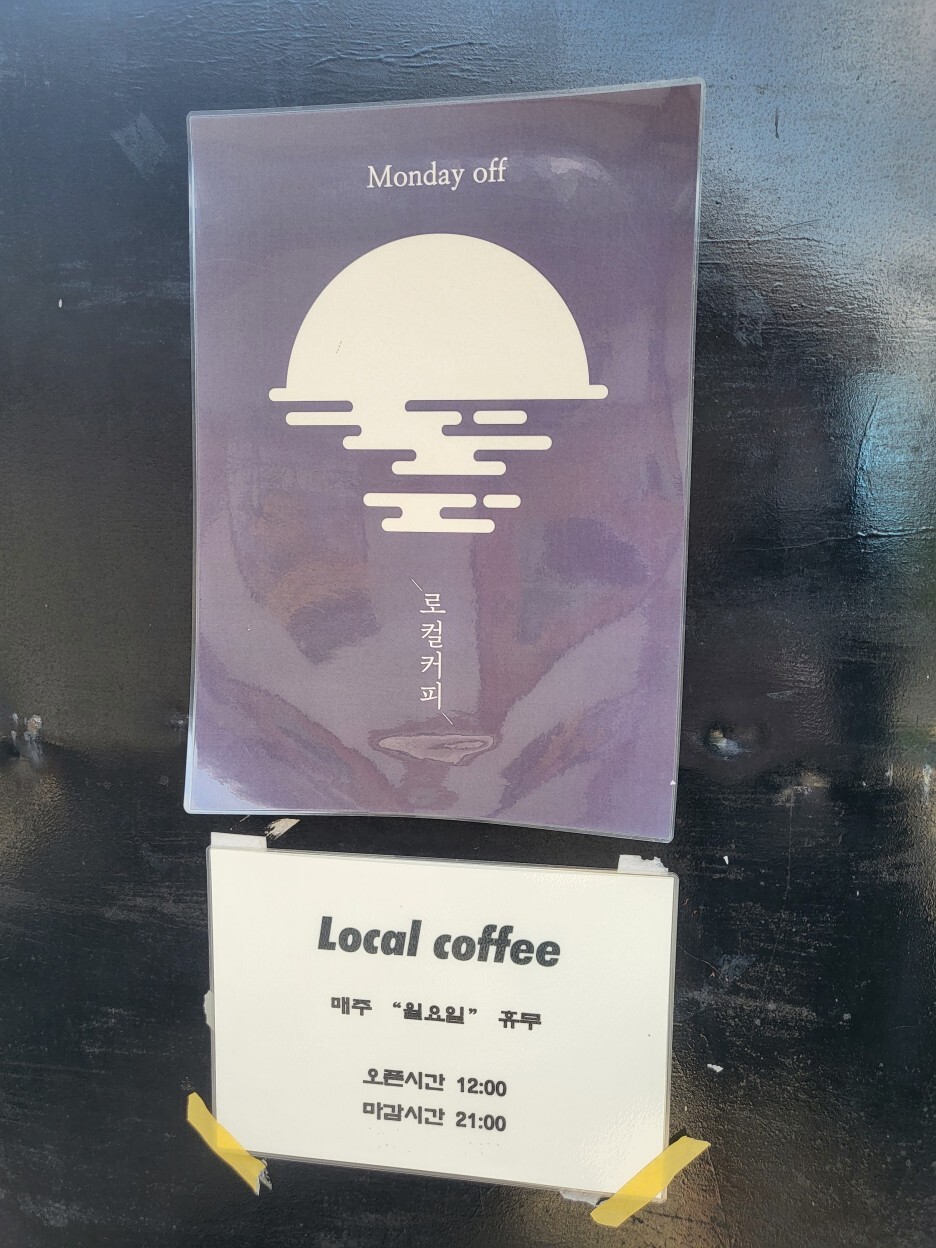 Monday off
로컬커피
Local coffee
매주 “월요일” 휴무
오픈시간 12:00
마감시간 21:00